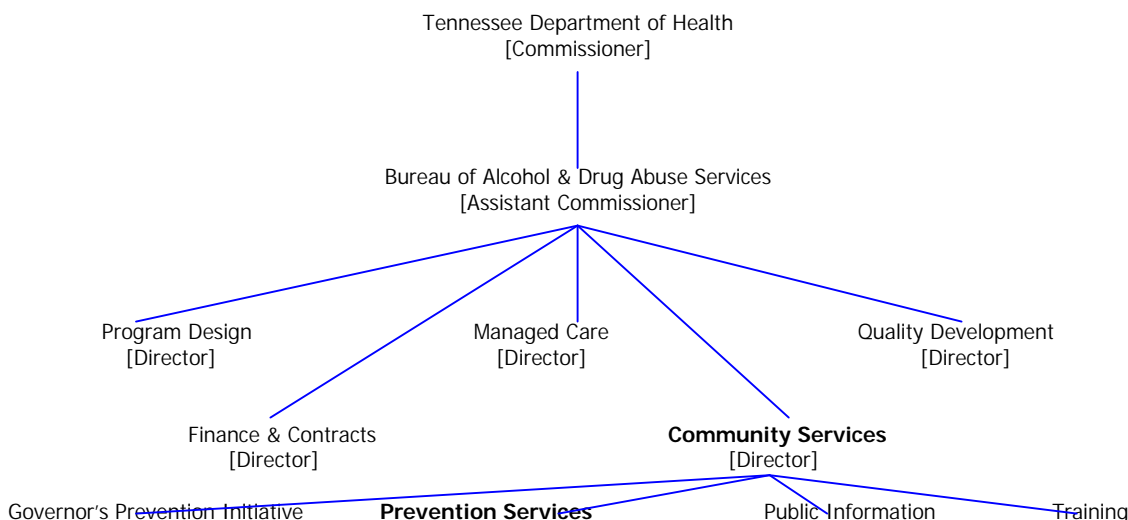 Tennessee Department of Health
[Commissioner]
Bureau of Alcohol & Drug Abuse Services
[Assistant Commissioner]
Program Design
[Director]
Managed Care
[Director]
Quality Development
[Director]
Finance & Contracts
[Director]
Community Services
[Director]
Governor's Prevention Initiative
Prevention Services
Public Information
Training